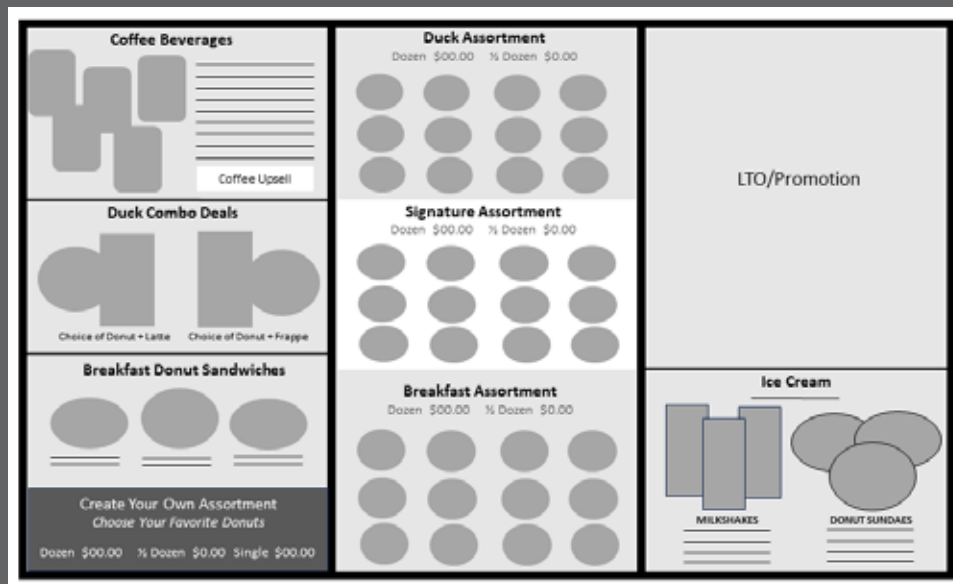 Coffee Beverages
Coffee Upsell
Duck Combo Deals
Choice of Donut + Latte
Choice of Donut + Frappe
Breakfast Donut Sandwiches
Create Your Own Assortment
Choose Your Favorite Donuts
Dozen $00.00 ½ Dozen $0.00 Single $00.00
Duck Assortment
Dozen $00.00 ½ Dozen $0.00
Signature Assortment
Dozen $00.00 ½ Dozen $0.00
Breakfast Assortment
Dozen $00.00 ½ Dozen $0.00
LTO/Promotion
Ice Cream
MILKSHAKES
DONUT SUNDAES